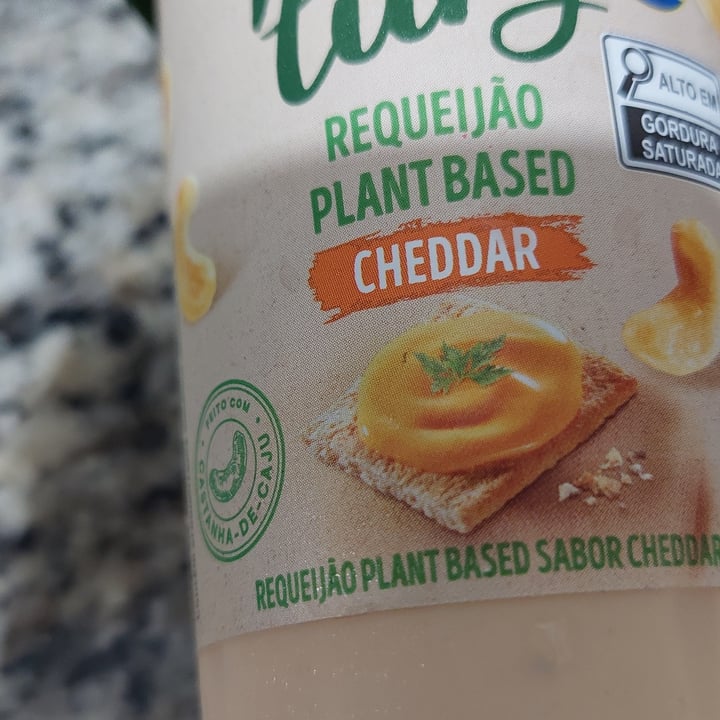 ALTO EM
GORDURA
SATURADA
REQUEIJÃO
PLANT BASED
CHEDDAR
FEITO COM
CASTANHA-DE-CAJU
REQUEIJÃO PLANT BASED SABOR CHEDDAR